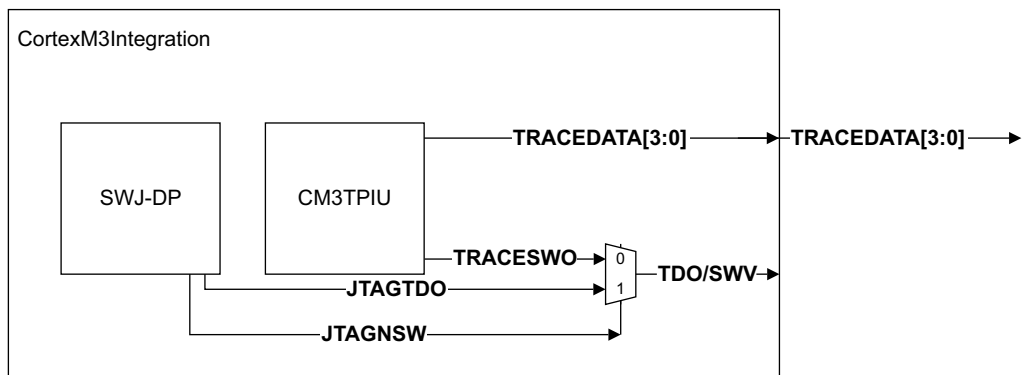 CortexM3Integration
TRACEDATA[3:0]
TRACEDATA[3:0]
SWJ-DP
CM3TPIU
TRACESWO
0
TDO/SWV
1
JTAGTDO
JTAGNSW